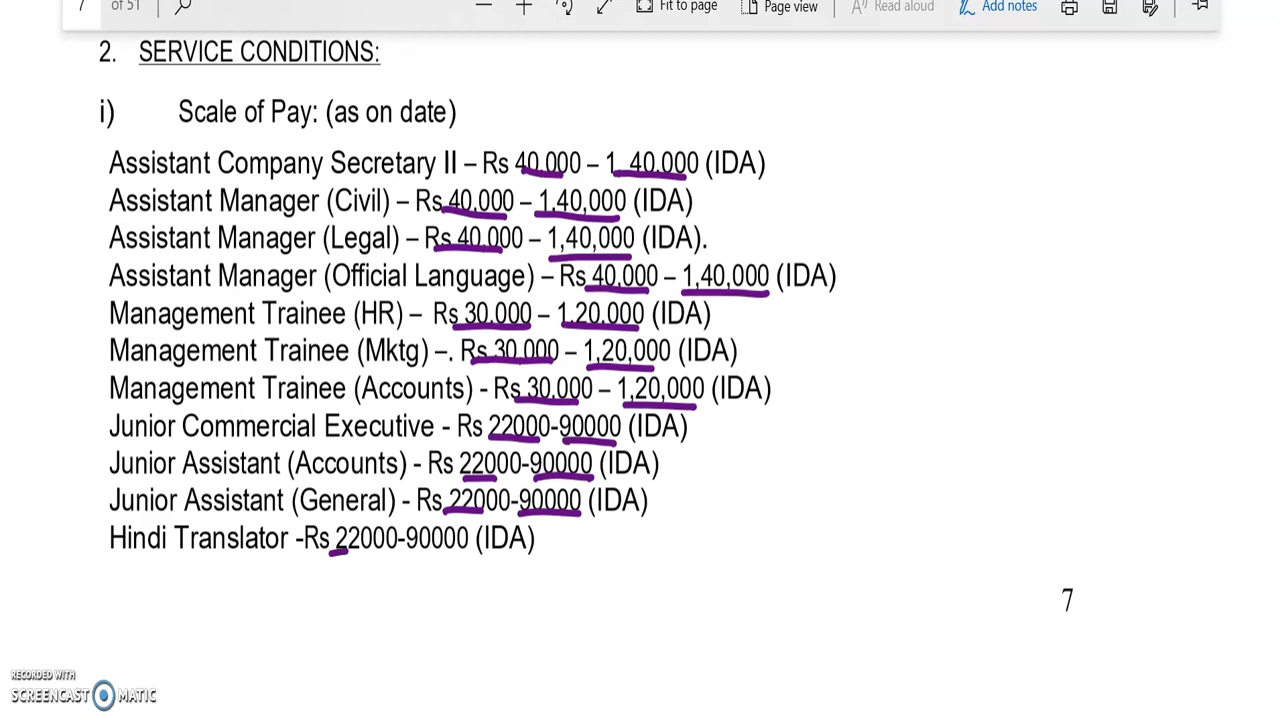 7 of 51 Fit to page Page view Read aloud Add notes
2. SERVICE CONDITIONS:
i) Scale of Pay: (as on date)
Assistant Company Secretary II – Rs 40,000 – 1, 40,000 (IDA)
Assistant Manager (Civil) – Rs 40,000 – 1,40,000 (IDA)
Assistant Manager (Legal) – Rs 40,000 – 1,40,000 (IDA).
Assistant Manager (Official Language) – Rs 40,000 – 1,40,000 (IDA)
Management Trainee (HR) – Rs 30,000 – 1,20,000 (IDA)
Management Trainee (Mktg) –. Rs 30,000 – 1,20,000 (IDA)
Management Trainee (Accounts) - Rs 30,000 – 1,20,000 (IDA)
Junior Commercial Executive - Rs 22000-90000 (IDA)
Junior Assistant (Accounts) - Rs 22000-90000 (IDA)
Junior Assistant (General) - Rs 22000-90000 (IDA)
Hindi Translator -Rs 22000-90000 (IDA)
7
RECORDED WITH
SCREENCAST MATIC